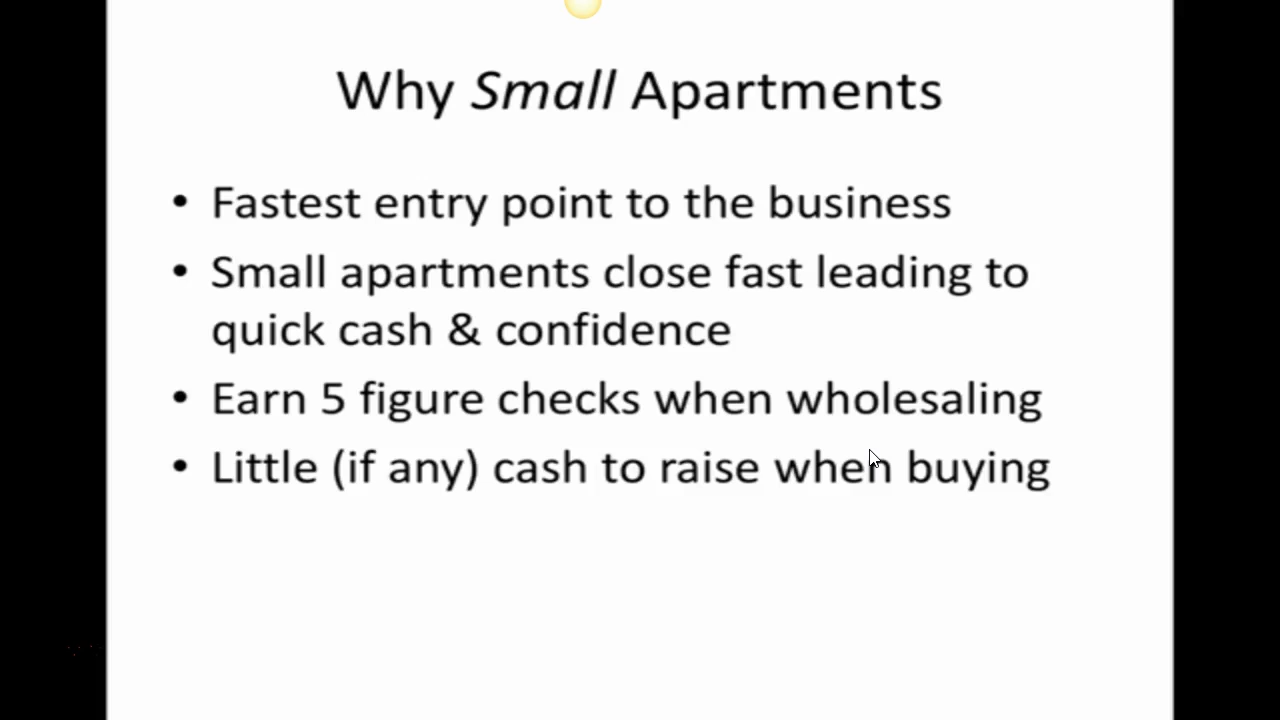 Why Small Apartments
• Fastest entry point to the business
• Small apartments close fast leading to
quick cash & confidence
• Earn 5 figure checks when wholesaling
• Little (if any) cash to raise when buying